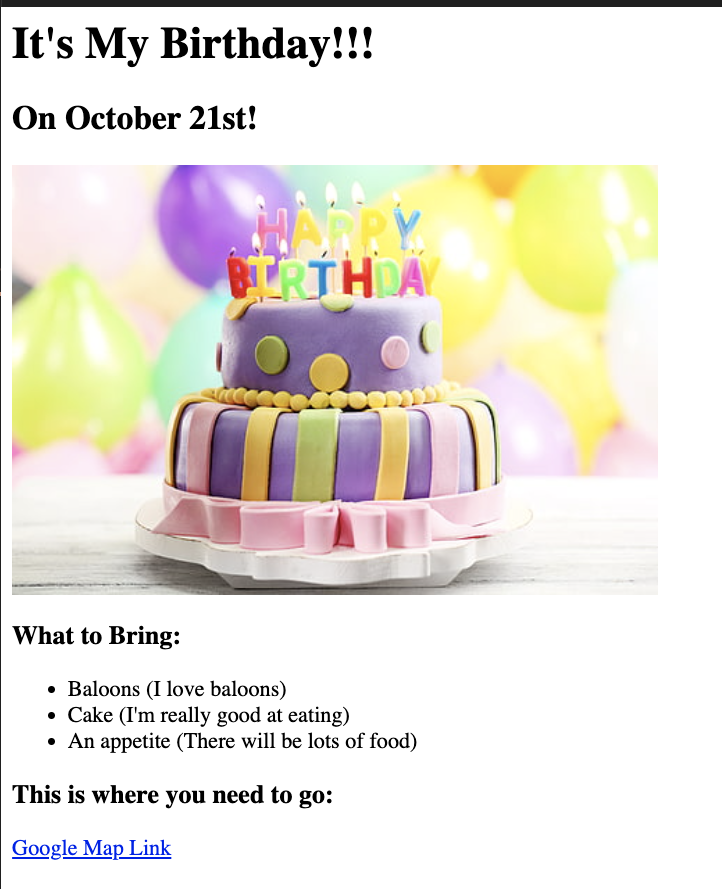 It's My Birthday!!!
On October 21st!
HAPPY
BIRTHDAY
What to Bring:
Baloons (I love baloons)
Cake (I'm really good at eating)
An appetite (There will be lots of food)
This is where you need to go:
Google Map Link